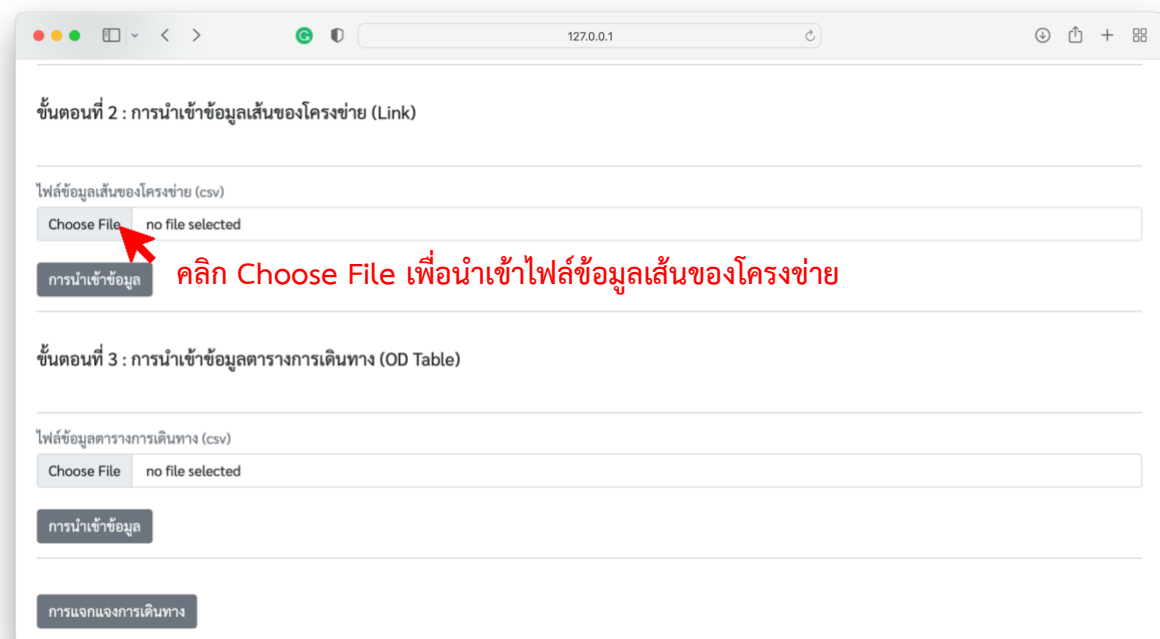 127.0.0.1
ขั้นตอนที่ 2 : การนำเข้าข้อมูลเส้นของโครงข่าย (Link)
ไฟล์ข้อมูลเส้นของโครงข่าย (csv)
Choose File no file selected
การนำเข้าข้อมูล
คลิก Choose File เพื่อนำเข้าไฟล์ข้อมูลเส้นของโครงข่าย
ขั้นตอนที่ 3 : การนำเข้าข้อมูลตารางการเดินทาง (OD Table)
ไฟล์ข้อมูลตารางการเดินทาง (csv)
Choose File no file selected
การนำเข้าข้อมูล
การแจกแจงการเดินทาง